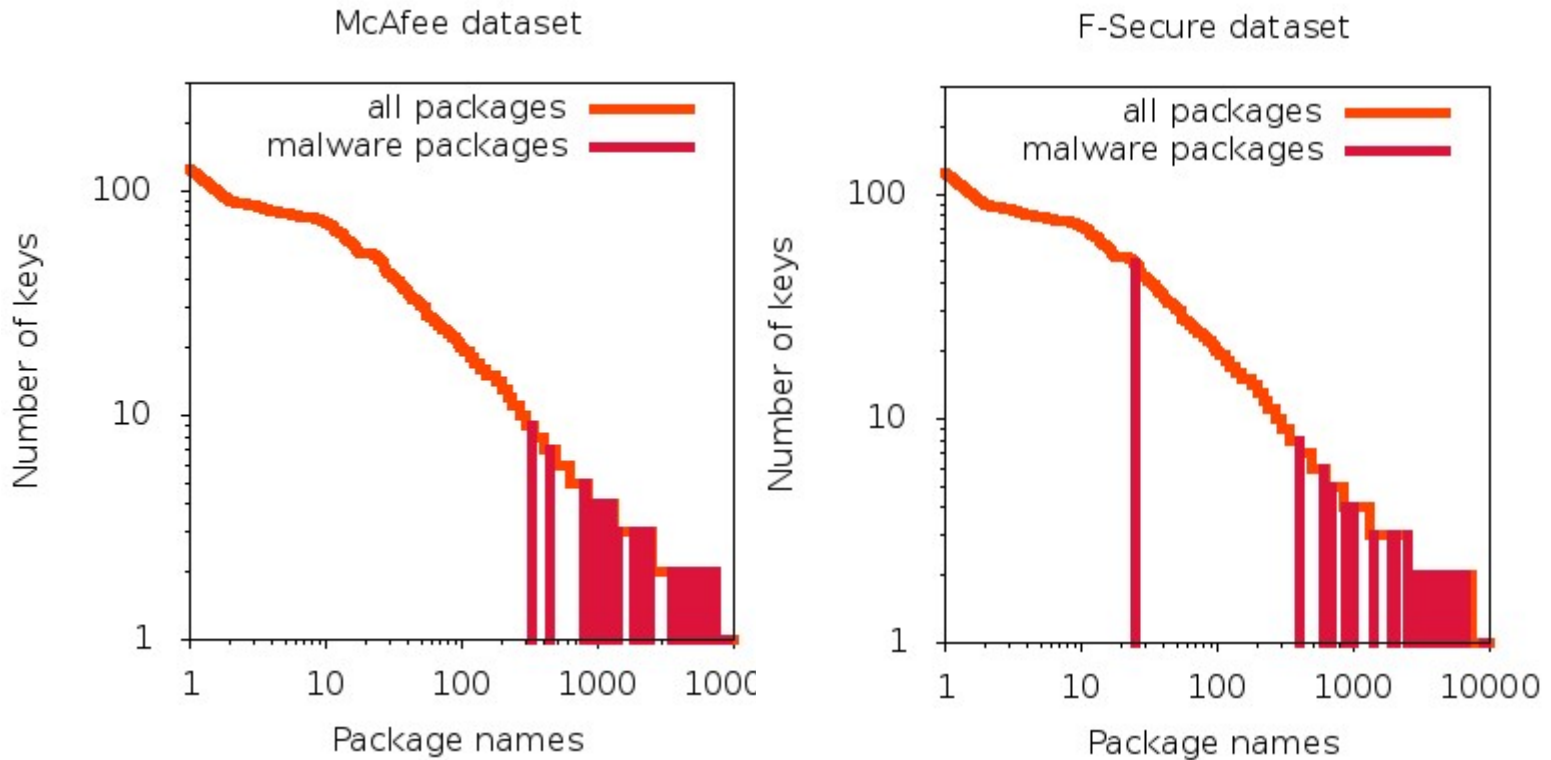 McAfee dataset
Number of keys
all packages
malware packages
100
10
1
1 10 100 1000 1000
Package names
F-Secure dataset
Number of keys
all packages
malware packages
100
10
1
1 10 100 1000 10000
Package names